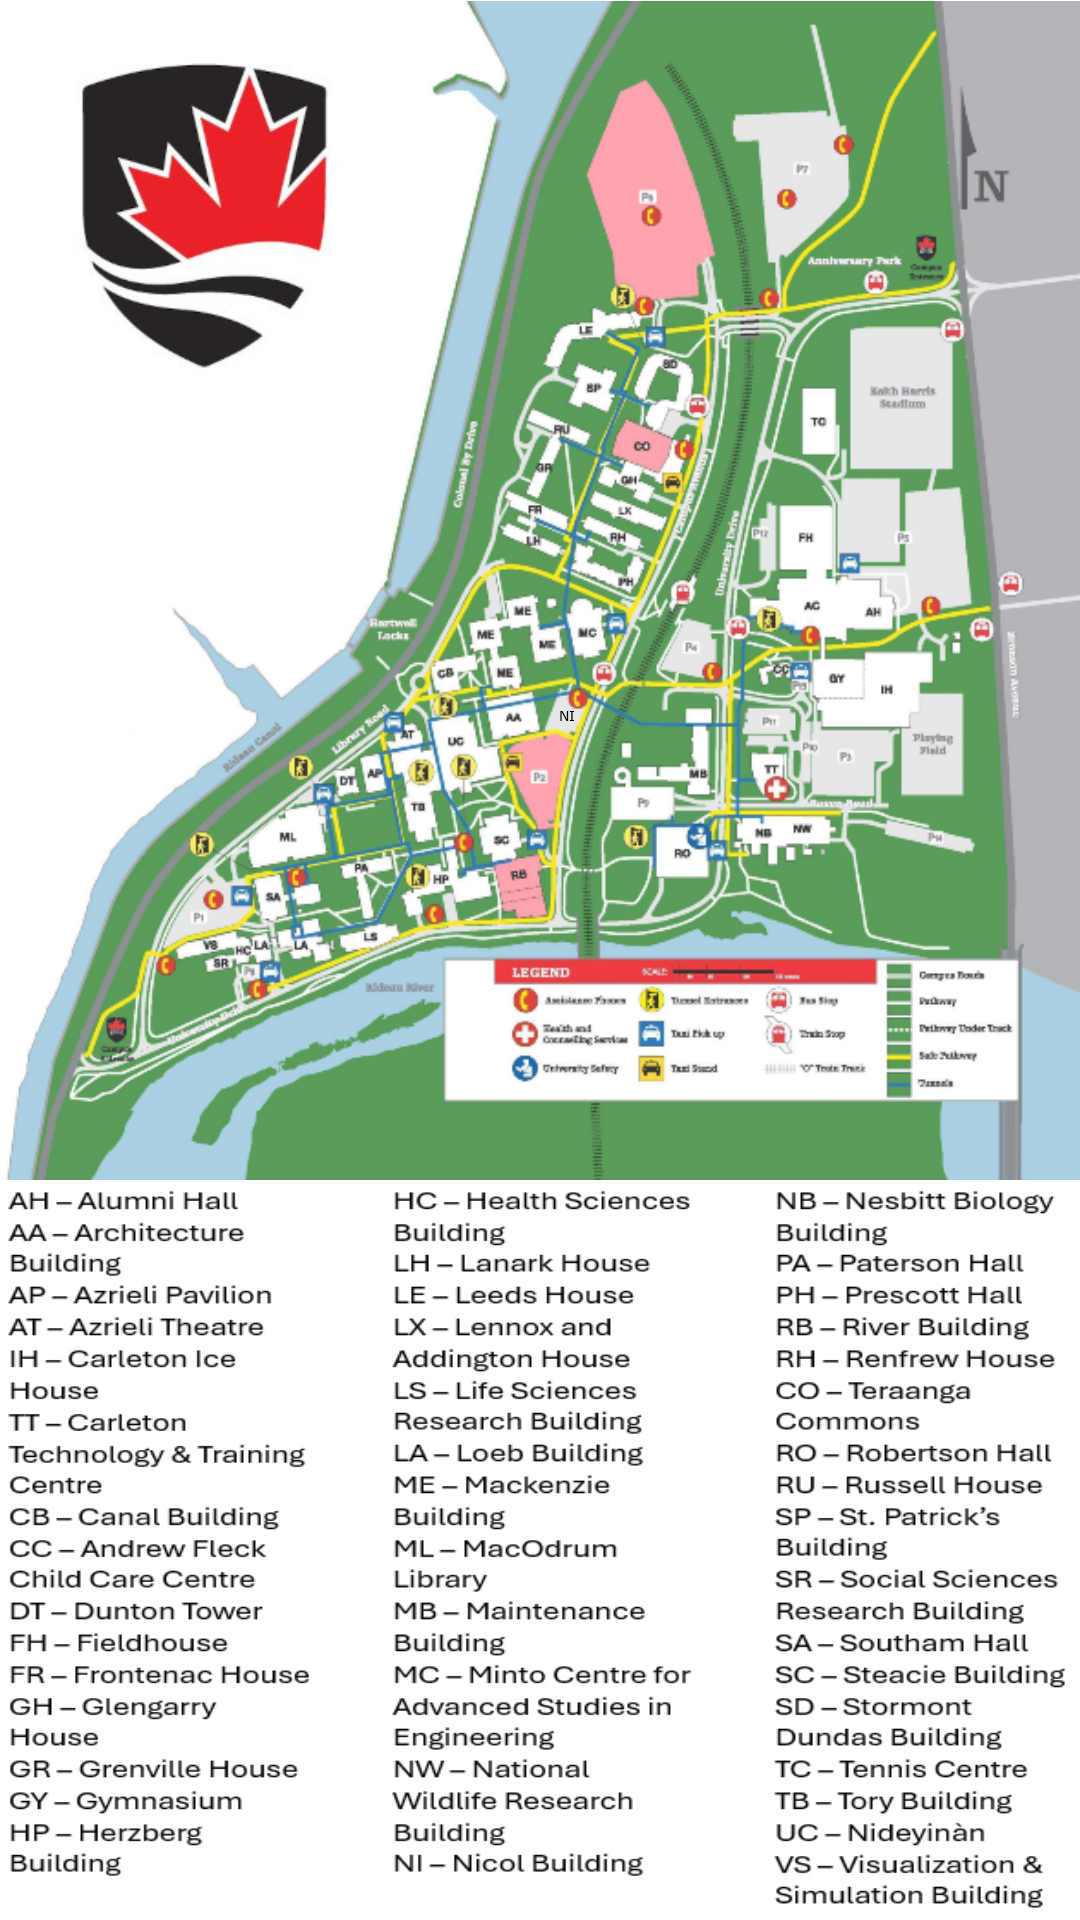 P6
P7
N
Anniversary Park
Campus
Entrance
LE
SD
SP
Keith Harris
Stadium
TC
RU
CO
Colonel By Drive
GR
GH
Campus Avenue
FR
LX
University Drive
P12
FH
P5
LH
RH
PH
AC
AH
ME
Hartwell
Locks
ME
ME
MC
P4
Bronson Avenue
CB
ME
CC
P13
GY
IH
Library Road
AA
NI
P11
Rideau Canal
AT
UC
P10
P3
Playing
Field
DT
AP
P2
MB
TT
TB
P9
ML
SC
RO
NB
NW
P14
PA
HP
RB
SA
P1
VS
HC
LA
LA
LS
SR
P8
University Drive
Rideau River
Campus
Entrance
LEGEND
SCALE:
Assistance Phones
Tunnel Entrances
Bus Stop
Health and
Counselling Services
Taxi Pick up
Train Stop
University Safety
Taxi Stand
"O" Train Track
Campus Roads
Pathway
Pathway Under Track
Safe Pathway
Tunnels
AH – Alumni Hall
AA – Architecture
Building
AP – Azrieli Pavilion
AT – Azrieli Theatre
IH – Carleton Ice
House
TT – Carleton
Technology & Training
Centre
CB – Canal Building
CC – Andrew Fleck
Child Care Centre
DT – Dunton Tower
FH – Fieldhouse
FR – Frontenac House
GH – Glengarry
House
GR – Grenville House
GY – Gymnasium
HP – Herzberg
Building
HC – Health Sciences
Building
LH – Lanark House
LE – Leeds House
LX – Lennox and
Addington House
LS – Life Sciences
Research Building
LA – Loeb Building
ME – Mackenzie
Building
ML – MacOdrum
Library
MB – Maintenance
Building
MC – Minto Centre for
Advanced Studies in
Engineering
NW – National
Wildlife Research
Building
NI – Nicol Building
NB – Nesbitt Biology
Building
PA – Paterson Hall
PH – Prescott Hall
RB – River Building
RH – Renfrew House
CO – Teraanga
Commons
RO – Robertson Hall
RU – Russell House
SP – St. Patrick's
Building
SR – Social Sciences
Research Building
SA – Southam Hall
SC – Steacie Building
SD – Stormont
Dundas Building
TC – Tennis Centre
TB – Tory Building
UC – Nideyinàn
VS – Visualization &
Simulation Building